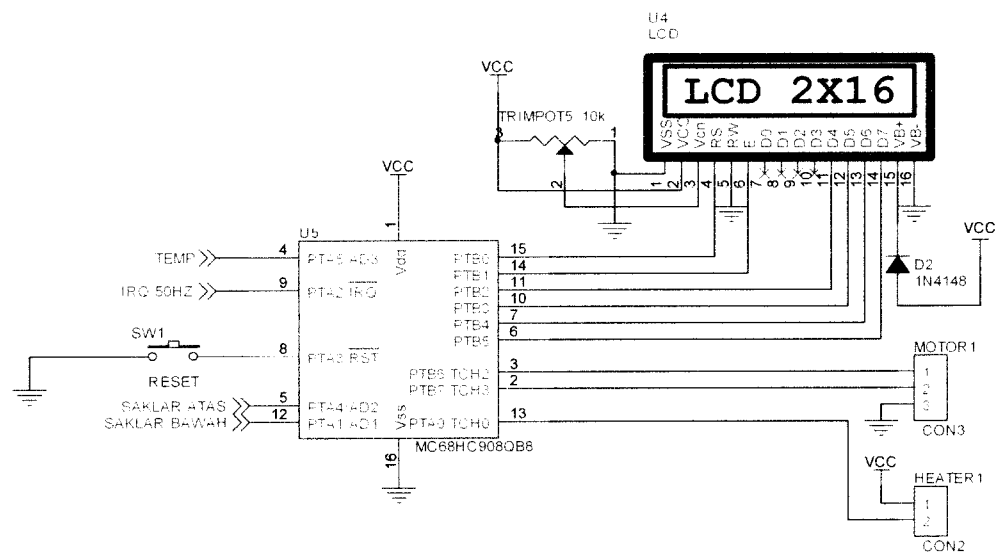 U4
LCD
LCD 2X16
VSS
VCC
Vcn
RS
RW
E
D0
D1
D2
D3
D4
D5
D6
D7
VB+
VB-
1
2
3
4
5
6
7
8
9
10
11
12
13
14
15
16
VCC
TRIMPOT5 10k
3
1
2
VCC
1
U5
TEMP
4
PTA5/AD3
Vdd
PTB0
15
IRQ 50HZ
9
PTA2/IRQ
PTB1
14
PTB2
11
PTB3
10
PTB4
7
PTB5
6
SW1
8
PTA3/RST
RESET
PTB6/TCH2
3
PTB7/TCH3
2
SAKLAR ATAS
5
PTA4/AD2
SAKLAR BAWAH
12
PTA1/AD1
Vss
PTA0/TCH0
13
MC68HC908QB8
16
VCC
D2
1N4148
MOTOR1
1
2
3
CON3
VCC
HEATER1
1
2
CON2